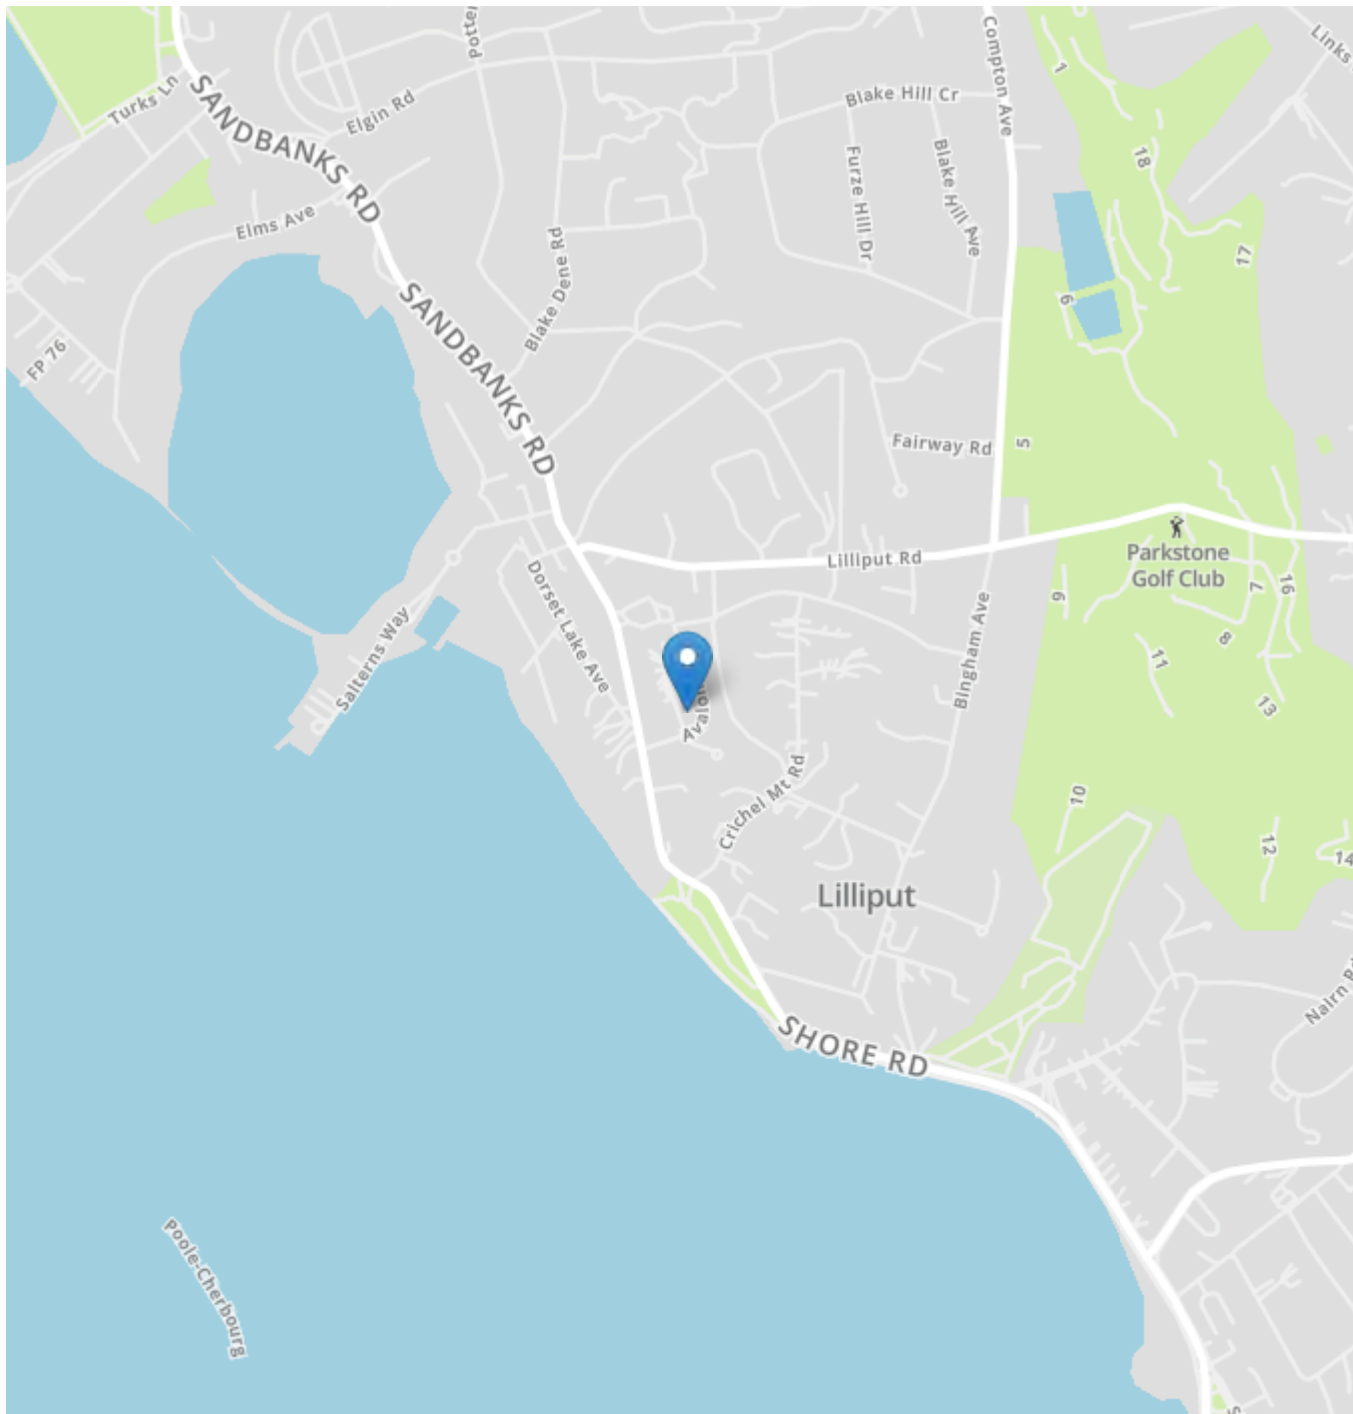 Compton Ave
1
Links
Turks Ln
SANDBANKS RD
Elgin Rd
Blake Hill Cr
Furze Hill Dr
Blake Hill Ave
18
Elms Ave
Blake Dene Rd
17
SANDBANKS RD
6
FP 76
Fairway Rd
5
Lilliput Rd
Parkstone
Golf Club
Dorset Lake Ave
Salterns Way
Bingham Ave
9
7
16
8
11
13
Crichel Mt Rd
10
12
14
Lilliput
Nairn Rd
SHORE RD
Poole-Cherbourg